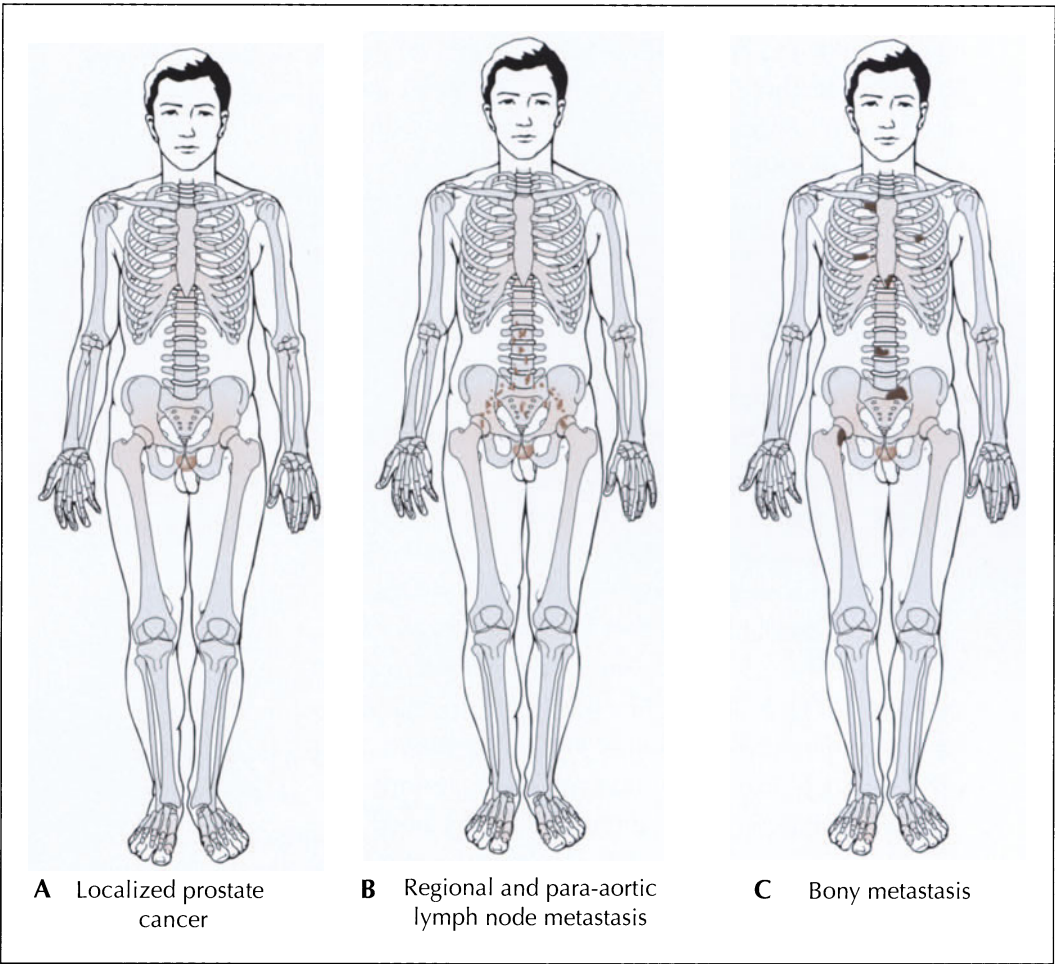 A Localized prostate
cancer
B Regional and para-aortic
lymph node metastasis
C Bony metastasis